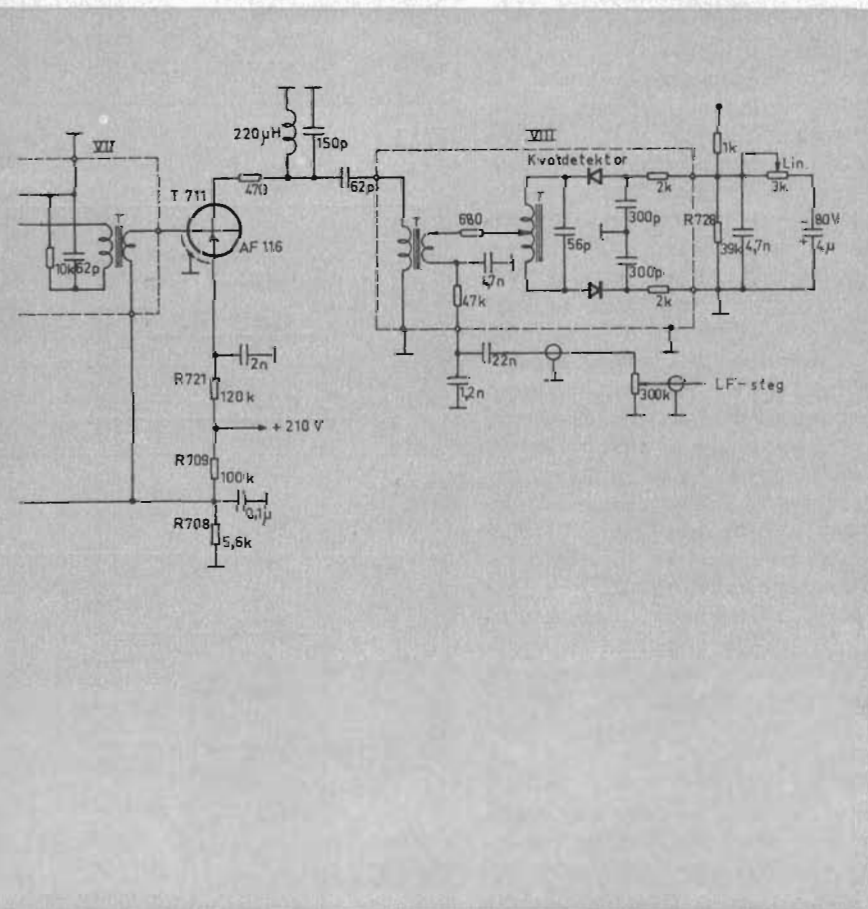 VII
10k
62p
T
T 711
AF 116
470
220µH
150p
62p
VIII
Kvotdetektor
T
680
T
47k
56p
300p
300p
2k
2k
1k
R726
39k
4,7n
Lin.
3k
80V
4µ
- +
1,2n
22n
300k
LF-steg
2n
R721
120k
+210 V
R709
100k
0,1µ
R708
5,6k